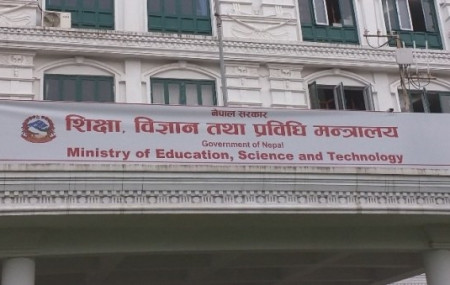 नेपाल सरकार
शिक्षा, विज्ञान तथा प्रविधि मन्त्रालय
Government of Nepal
Ministry of Education, Science and Technology